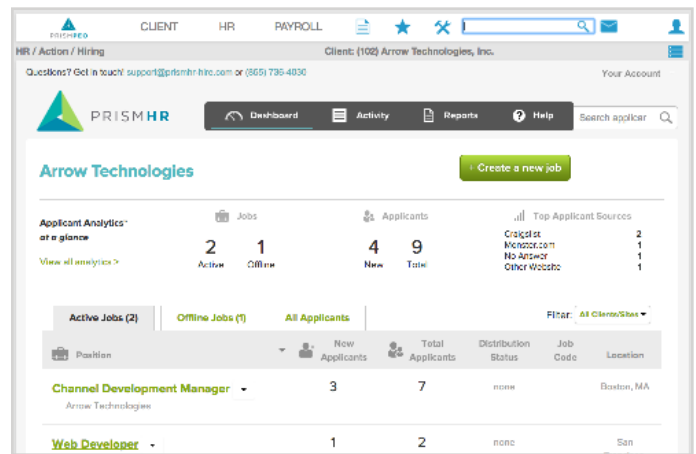 PRISMPEO CLIENT HR PAYROLL
HR / Action / Hiring Client: (102) Arrow Technologies, Inc.
Questions? Get in touch! support@prismhr-hire.com or (855) 736-4030 Your Account
PRISMHR Dashboard Activity Reports Help Search applicar
Arrow Technologies + Create a new job
Applicant Analytics
at a glance
View all analytics >
Jobs
2 1
Active Offline
Applicants
4 9
New Total
Top Applicant Sources
Craigslist 2
Monster.com 1
No Answer 1
Other Website 1
Active Jobs (2) Offline Jobs (1) All Applicants Filter: All Clients/Sites
Position New Applicants Total Applicants Distribution Status Job Code Location
Channel Development Manager 3 7 none Boston, MA
Arrow Technologies
Web Developer 1 2 none San